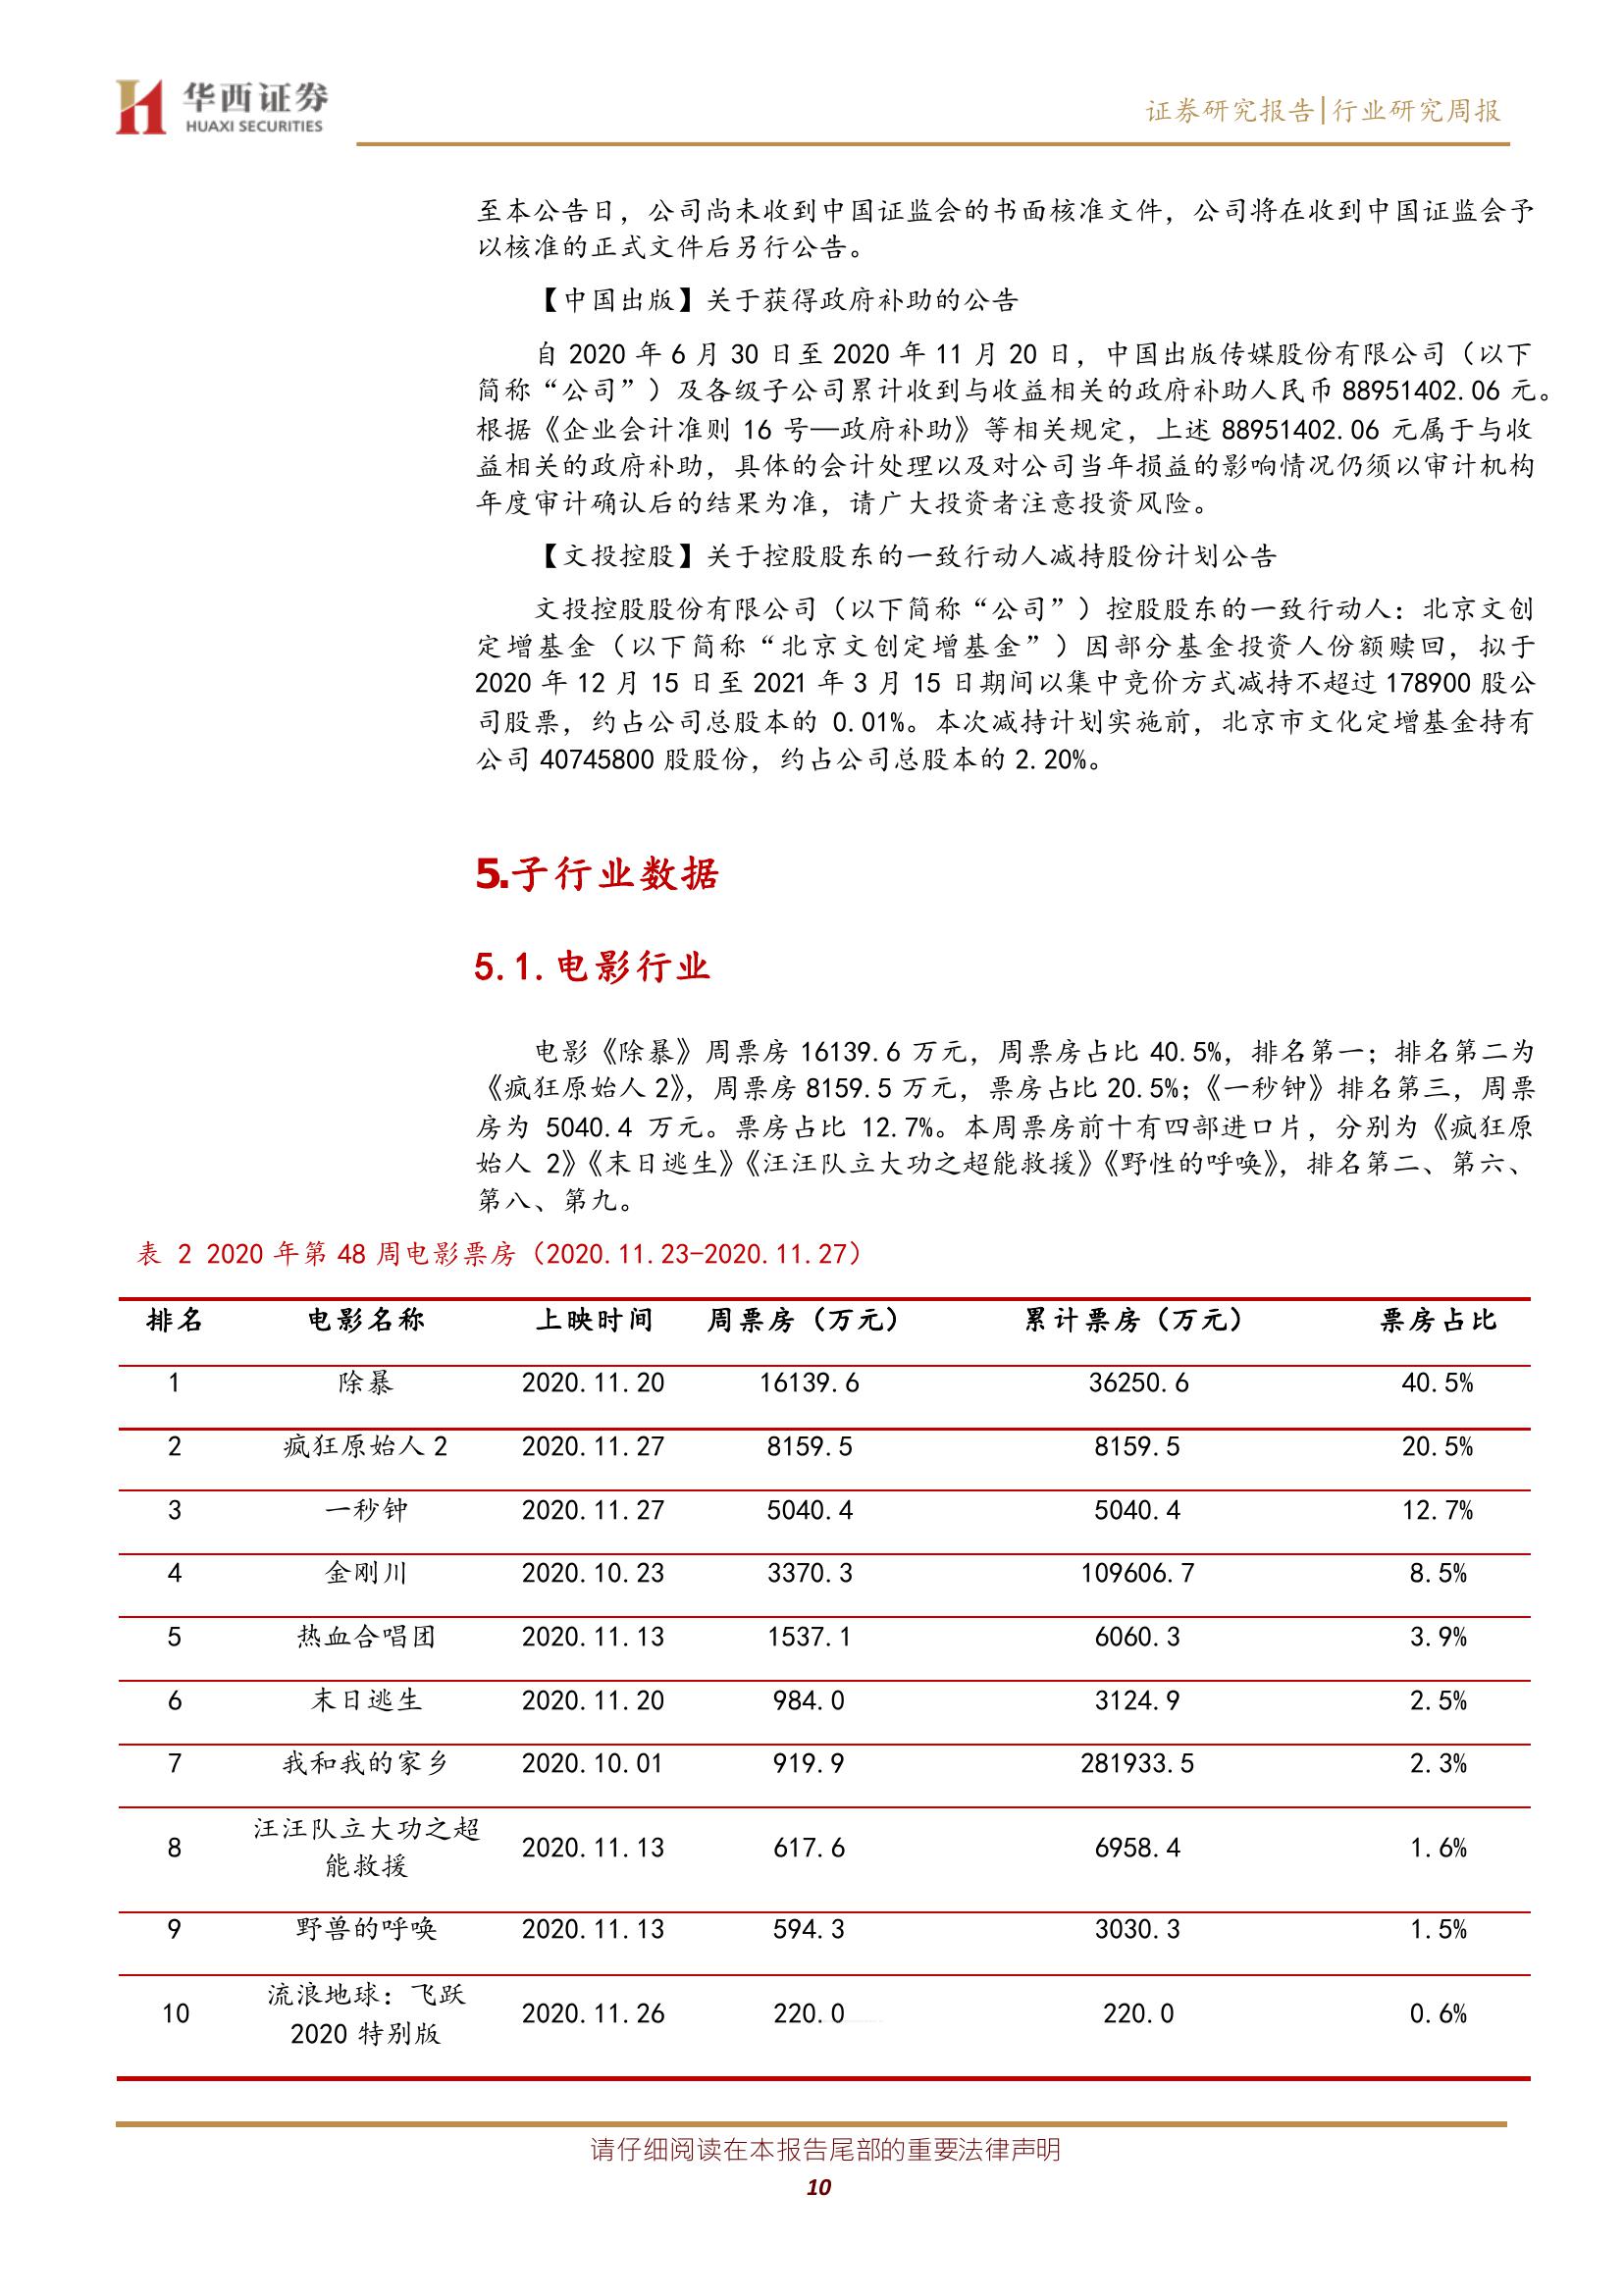 华西证券
HUAXI SECURITIES
证券研究报告|行业研究周报
至本公告日，公司尚未收到中国证监会的书面核准文件，公司将在收到中国证监会予
以核准的正式文件后另行公告。
【中国出版】关于获得政府补助的公告
自 2020 年 6 月 30 日至 2020 年 11 月 20 日，中国出版传媒股份有限公司（以下
简称“公司”）及各级子公司累计收到与收益相关的政府补助人民币 88951402.06 元。
根据《企业会计准则 16 号—政府补助》等相关规定，上述 88951402.06 元属于与收
益相关的政府补助，具体的会计处理以及对公司当年损益的影响情况仍须以审计机构
年度审计确认后的结果为准，请广大投资者注意投资风险。
【文投控股】关于控股股东的一致行动人减持股份计划公告
文投控股股份有限公司（以下简称“公司”）控股股东的一致行动人：北京文创
定增基金（以下简称“北京文创定增基金”）因部分基金投资人份额赎回，拟于
2020 年 12 月 15 日至 2021 年 3 月 15 日期间以集中竞价方式减持不超过 178900 股公
司股票，约占公司总股本的 0.01%。本次减持计划实施前，北京市文化定增基金持有
公司 40745800 股股份，约占公司总股本的 2.20%。
5.子行业数据
5.1.电影行业
电影《除暴》周票房 16139.6 万元，周票房占比 40.5%，排名第一；排名第二为
《疯狂原始人 2》，周票房 8159.5 万元，票房占比 20.5%；《一秒钟》排名第三，周票
房为 5040.4 万元。票房占比 12.7%。本周票房前十有四部进口片，分别为《疯狂原
始人 2》《末日逃生》《汪汪队立大功之超能救援》《野性的呼唤》，排名第二、第六、
第八、第九。
表 2 2020 年第 48 周电影票房（2020.11.23-2020.11.27）
排名 电影名称 上映时间 周票房（万元） 累计票房（万元） 票房占比
1 除暴 2020.11.20 16139.6 36250.6 40.5%
2 疯狂原始人 2 2020.11.27 8159.5 8159.5 20.5%
3 一秒钟 2020.11.27 5040.4 5040.4 12.7%
4 金刚川 2020.10.23 3370.3 109606.7 8.5%
5 热血合唱团 2020.11.13 1537.1 6060.3 3.9%
6 末日逃生 2020.11.20 984.0 3124.9 2.5%
7 我和我的家乡 2020.10.01 919.9 281933.5 2.3%
汪汪队立大功之超
8 能救援 2020.11.13 617.6 6958.4 1.6%
9 野兽的呼唤 2020.11.13 594.3 3030.3 1.5%
流浪地球：飞跃
10 2020 特别版 2020.11.26 220.0 220.0 0.6%
请仔细阅读在本报告尾部的重要法律声明
10